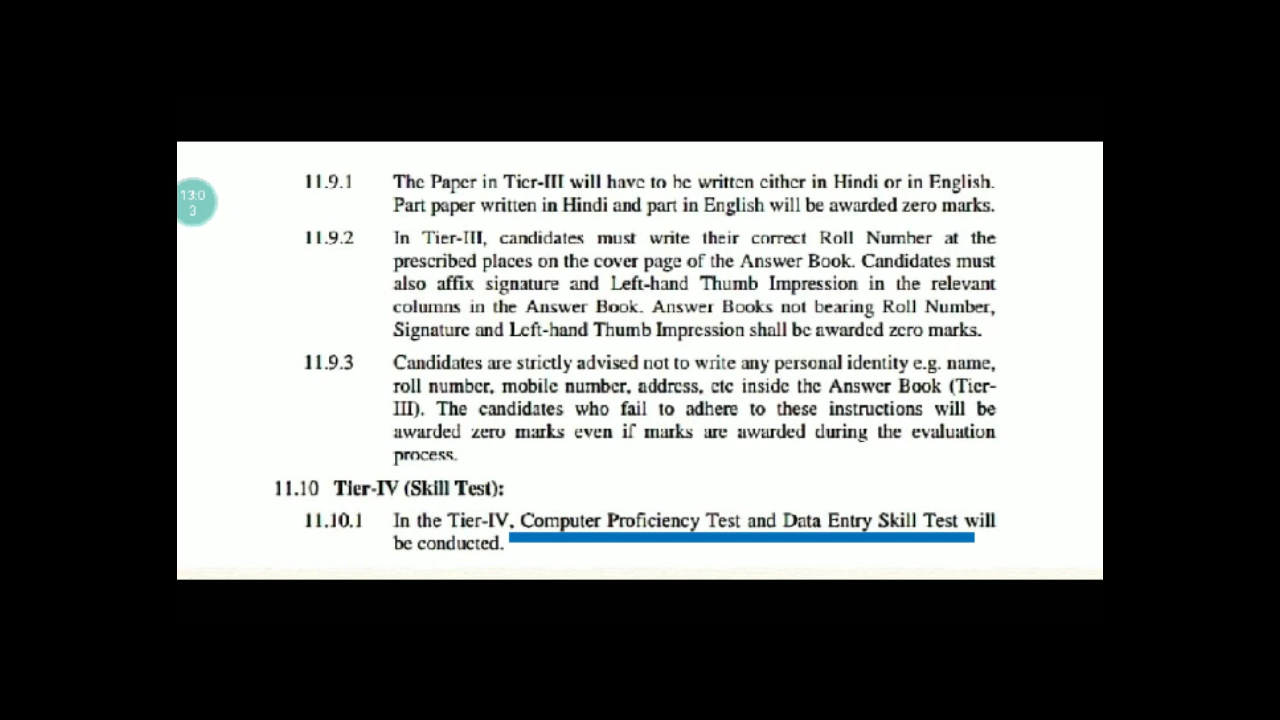 11.9.1 The Paper in Tier-III will have to be written either in Hindi or in English.
Part paper written in Hindi and part in English will be awarded zero marks.
13:0
3
11.9.2 In Tier-III, candidates must write their correct Roll Number at the
prescribed places on the cover page of the Answer Book. Candidates must
also affix signature and Left-hand Thumb Impression in the relevant
columns in the Answer Book. Answer Books not bearing Roll Number,
Signature and Left-hand Thumb Impression shall be awarded zero marks.
11.9.3 Candidates are strictly advised not to write any personal identity e.g. name,
roll number, mobile number, address, etc inside the Answer Book (Tier-
III). The candidates who fail to adhere to these instructions will be
awarded zero marks even if marks are awarded during the evaluation
process.
11.10 Tier-IV (Skill Test):
11.10.1 In the Tier-IV, Computer Proficiency Test and Data Entry Skill Test will
be conducted.